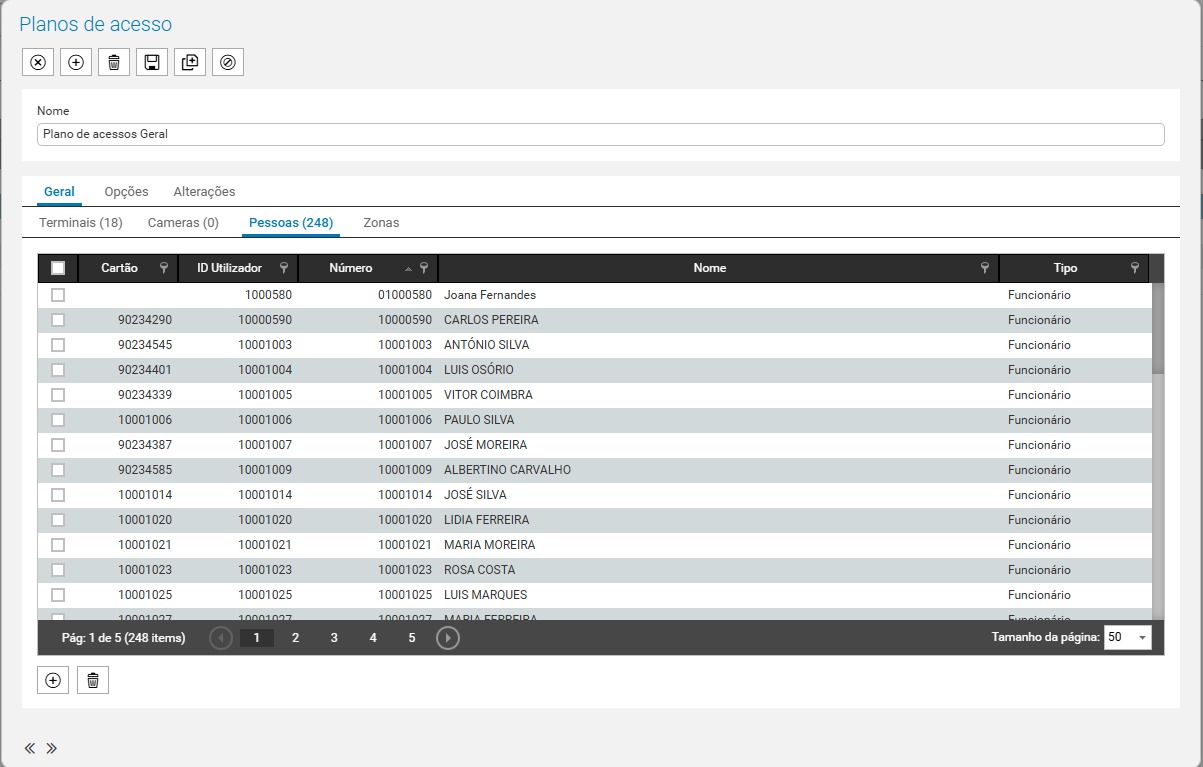 Planos de acesso
Nome
Plano de acessos Geral
Geral Opções Alterações
Terminais (18) Cameras (0) Pessoas (248) Zonas
Cartão ID Utilizador Número Nome Tipo
1000580 01000580 Joana Fernandes Funcionário
90234290 10000590 10000590 CARLOS PEREIRA Funcionário
90234545 10001003 10001003 ANTÓNIO SILVA Funcionário
90234401 10001004 10001004 LUIS OSÓRIO Funcionário
90234339 10001005 10001005 VITOR COIMBRA Funcionário
10001006 10001006 10001006 PAULO SILVA Funcionário
90234387 10001007 10001007 JOSÉ MOREIRA Funcionário
90234585 10001009 10001009 ALBERTINO CARVALHO Funcionário
10001014 10001014 10001014 JOSÉ SILVA Funcionário
10001020 10001020 10001020 LIDIA FERREIRA Funcionário
10001021 10001021 10001021 MARIA MOREIRA Funcionário
10001023 10001023 10001023 ROSA COSTA Funcionário
10001025 10001025 10001025 LUIS MARQUES Funcionário
10001027 10001027 10001027 MARIA FERREIRA Funcionário
Pág: 1 de 5 (248 items) 1 2 3 4 5 Tamanho da página: 50